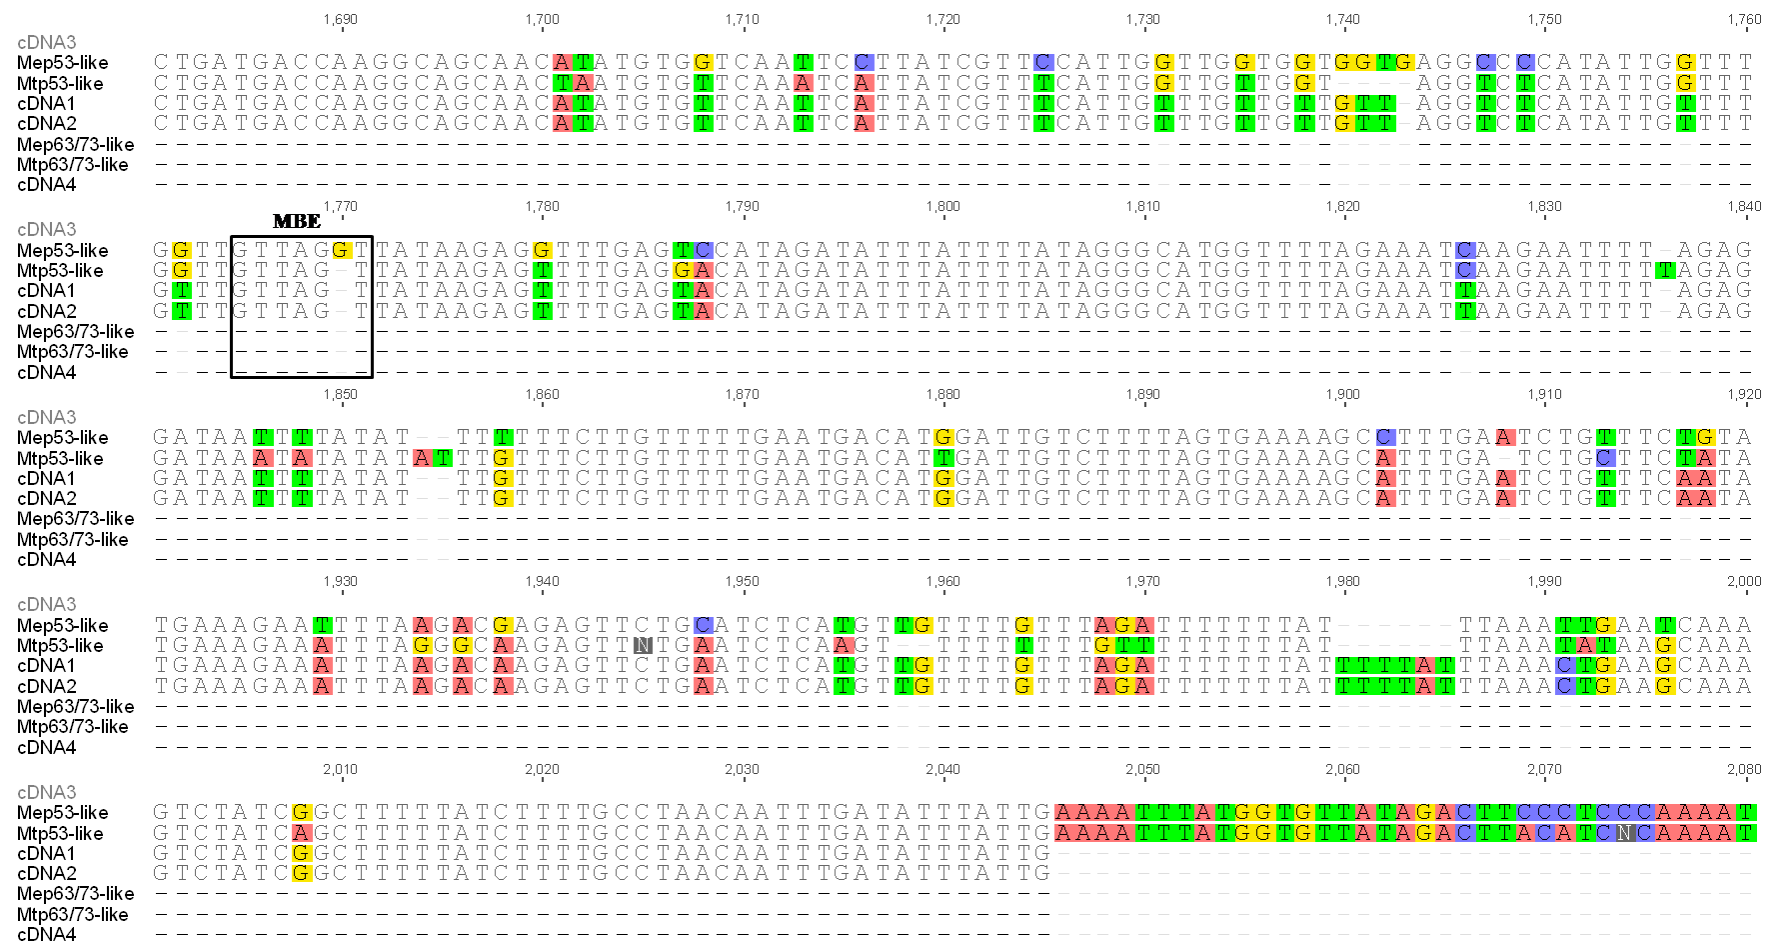 1,690 1,700 1,710 1,720 1,730 1,740 1,750 1,760
cDNA3
Mep53-like CTGATGACCAAGGCAGCAACATATGTGGTCAATTCCTTATCGTTCCATTGGTTGGTGGTGGTGAGGCCCCATATTGGTTT
Mtp53-like CTGATGACCAAGGCAGCAACTAATGTGTTCAAATCATTATCGTTTCATTGGTTGTTGG-----AGGTCTCATATTGGTTT
cDNA1 CTGATGACCAAGGCAGCAACATATGTGTTCAATTCATTATCGTTTCATTGTTTGTTGTTGTT-AGGTCTCATATTGTTTT
cDNA2 CTGATGACCAAGGCAGCAACATATGTGTTCAATTCATTATCGTTTCATTGTTTGTTGTTGTT-AGGTCTCATATTGTTTT
Mep63/73-like --------------------------------------------------------------------------------
Mtp63/73-like --------------------------------------------------------------------------------
cDNA4 --------------------------------------------------------------------------------
1,770 1,780 1,790 1,800 1,810 1,820 1,830 1,840
MBE
cDNA3
Mep53-like GGTTGTTAGGTTATAAGAGGTTTGAGTCCATAGATATTTATTTTATAGGGCATGGTTTTAGAAATCAAGAATTTT-AGAG
Mtp53-like GGTTGTTAG-TTATAAGAGTTTTGAGGACATAGATATTTATTTTATAGGGCATGGTTTTAGAAATCAAGAATTTTTAGAG
cDNA1 GTTTGTTAG-TTATAAGAGTTTTGAGTACATAGATATTTATTTTATAGGGCATGGTTTTAGAAATTAAGAATTTT-AGAG
cDNA2 GTTTGTTAG-TTATAAGAGTTTTGAGTACATAGATATTTATTTTATAGGGCATGGTTTTAGAAATTAAGAATTTT-AGAG
Mep63/73-like --------------------------------------------------------------------------------
Mtp63/73-like --------------------------------------------------------------------------------
cDNA4 --------------------------------------------------------------------------------
1,850 1,860 1,870 1,880 1,890 1,900 1,910 1,920
cDNA3
Mep53-like GATAATTTTATAT--TTTTTCTTGTTTTTGAATGACATGGATTGTCTTTTAGTGAAAAGCCTTTGAATCTGTTTCTGTA
Mtp53-like GATAAATATATATATTTGTTTCTTGTTTTTGAATGACATTGATTGTCTTTTAGTGAAAAGCATTTGA-TCTGCTTCTATA
cDNA1 GATAATTTTATAT--TTGTTTCTTGTTTTTGAATGACATGGATTGTCTTTTAGTGAAAAGCATTTGAATCTGTTTCAATA
cDNA2 GATAATTTTATAT--TTGTTTCTTGTTTTTGAATGACATGGATTGTCTTTTAGTGAAAAGCATTTGAATCTGTTTCAATA
Mep63/73-like --------------------------------------------------------------------------------
Mtp63/73-like --------------------------------------------------------------------------------
cDNA4 --------------------------------------------------------------------------------
1,930 1,940 1,950 1,960 1,970 1,980 1,990 2,000
cDNA3
Mep53-like TGAAAGAATTTTAAGACGAGAGTTCTGCATCTCATGTTGTTTTGTTTAGATTTTTTTAT------TTAAATTGAATCAAA
Mtp53-like TGAAAGAAATTTAGGGCAAGAGTTNTGAATCTCAAGT--TTTTTTTTGTTTTTTTTTAT------TTAAATATAAGCAAA
cDNA1 TGAAAGAAATTTAAGACAAGAGTTCTGAATCTCATGTTGTTTTGTTTAGATTTTTTTATTTTTATTTAAACTGAAGCAAA
cDNA2 TGAAAGAAATTTAAGACAAGAGTTCTGAATCTCATGTTGTTTTGTTTAGATTTTTTTATTTTTATTTAAACTGAAGCAAA
Mep63/73-like --------------------------------------------------------------------------------
Mtp63/73-like --------------------------------------------------------------------------------
cDNA4 --------------------------------------------------------------------------------
2,010 2,020 2,030 2,040 2,050 2,060 2,070 2,080
cDNA3
Mep53-like GTCTATCGGCTTTTTATCTTTTGCCTAACAATTTGATATTTATTGAAAATTTATGGTGTTATAGACTTCCCTCCCAAAAT
Mtp53-like GTCTATCAGCTTTTTATCTTTTGCCTAACAATTTGATATTTATTGAAAATTTATGGTGTTATAGACTTACATCNCAAAAT
cDNA1 GTCTATCGGCTTTTTATCTTTTGCCTAACAATTTGATATTTATTG-----------------------------------
cDNA2 GTCTATCGGCTTTTTATCTTTTGCCTAACAATTTGATATTTATTG-----------------------------------
Mep63/73-like --------------------------------------------------------------------------------
Mtp63/73-like --------------------------------------------------------------------------------
cDNA4 --------------------------------------------------------------------------------